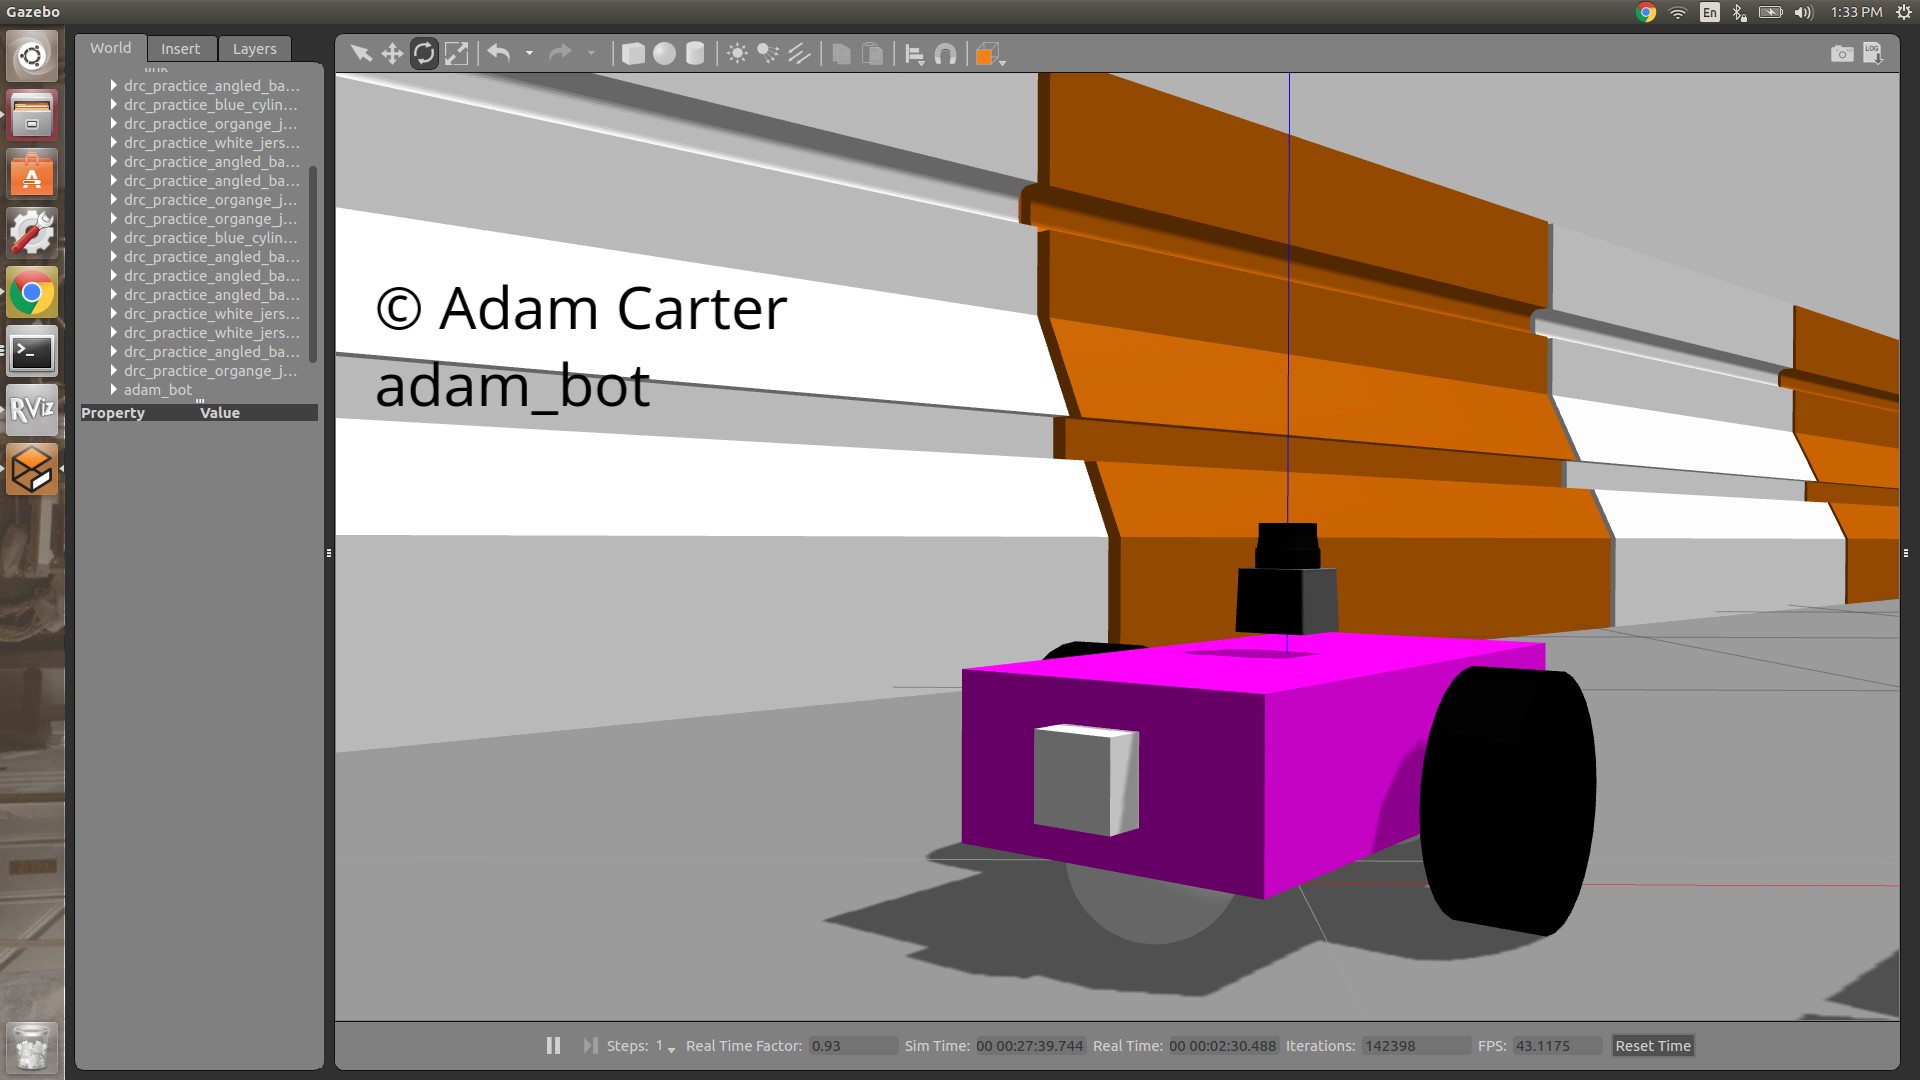 Gazebo
En
1:33 PM
World
Insert
Layers
LOG
drc_practice_angled_ba...
drc_practice_blue_cylin...
drc_practice_organge_j...
drc_practice_white_jers...
drc_practice_angled_ba...
drc_practice_angled_ba...
drc_practice_organge_j...
drc_practice_organge_j...
drc_practice_blue_cylin...
drc_practice_angled_ba...
drc_practice_angled_ba...
drc_practice_angled_ba...
drc_practice_white_jers...
drc_practice_white_jers...
drc_practice_angled_ba...
drc_practice_organge_j...
adam_bot
Property Value
RViz
© Adam Carter
adam_bot
Steps: 1 Real Time Factor: 0.93 Sim Time: 00 00:27:39.744 Real Time: 00 00:02:30.488 Iterations: 142398 FPS: 43.1175 Reset Time